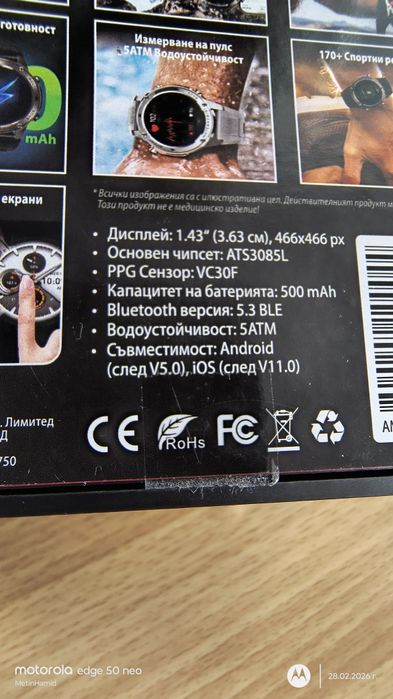 готовност
mAh
Измерване на пулс
5ATM Водоустойчивост
170+ Спортни
екрани
* Всички изображения са с илюстративна цел. Действителният продукт
Този продукт не е медицинско изделие!
• Дисплей: 1.43“ (3.63 см), 466x466 px
• Основен чипсет: ATS3085L
• PPG Сензор: VC30F
• Капацитет на батерията: 500 mAh
• Bluetooth версия: 5.3 BLE
• Водоустойчивост: 5ATM
• Съвместимост: Android
(след V5.0), iOS (след V11.0)
Лимитед
750
CE RoHS FC
motorola edge 50 neo
MetinHamid
28.02.2026 г.